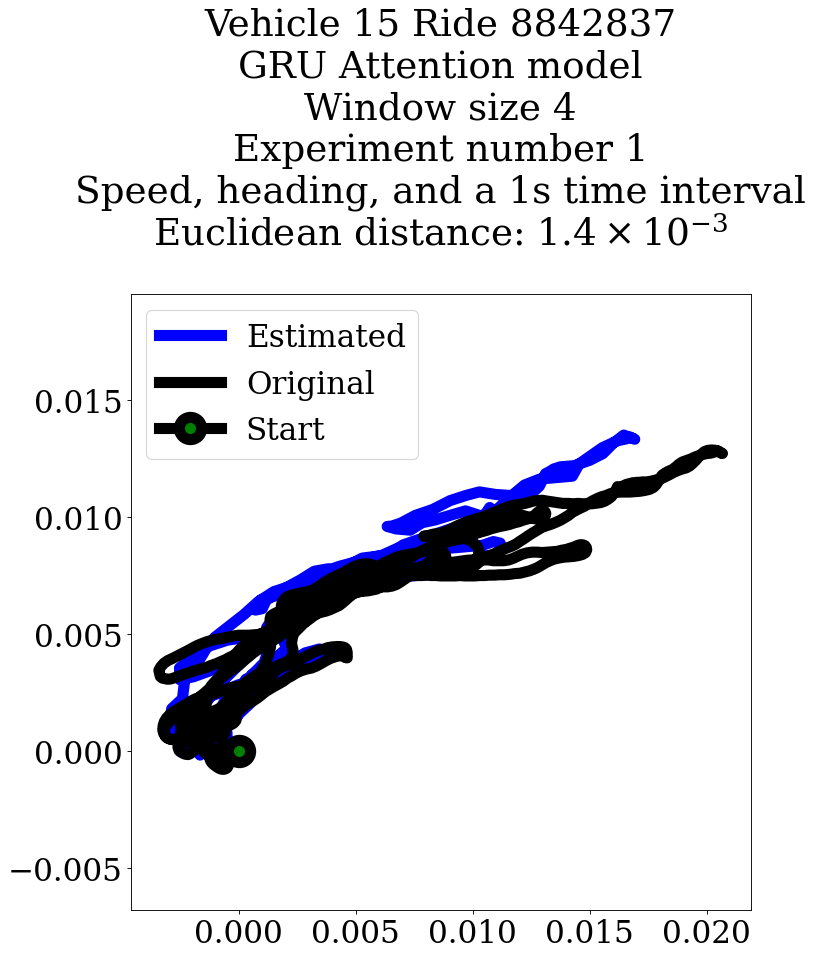 Vehicle 15 Ride 8842837
GRU Attention model
Window size 4
Experiment number 1
Speed, heading, and a 1s time interval
Euclidean distance: 1.4 × 10⁻³
Estimated
Original
Start
0.015
0.010
0.005
0.000
−0.005
0.000 0.005 0.010 0.015 0.020